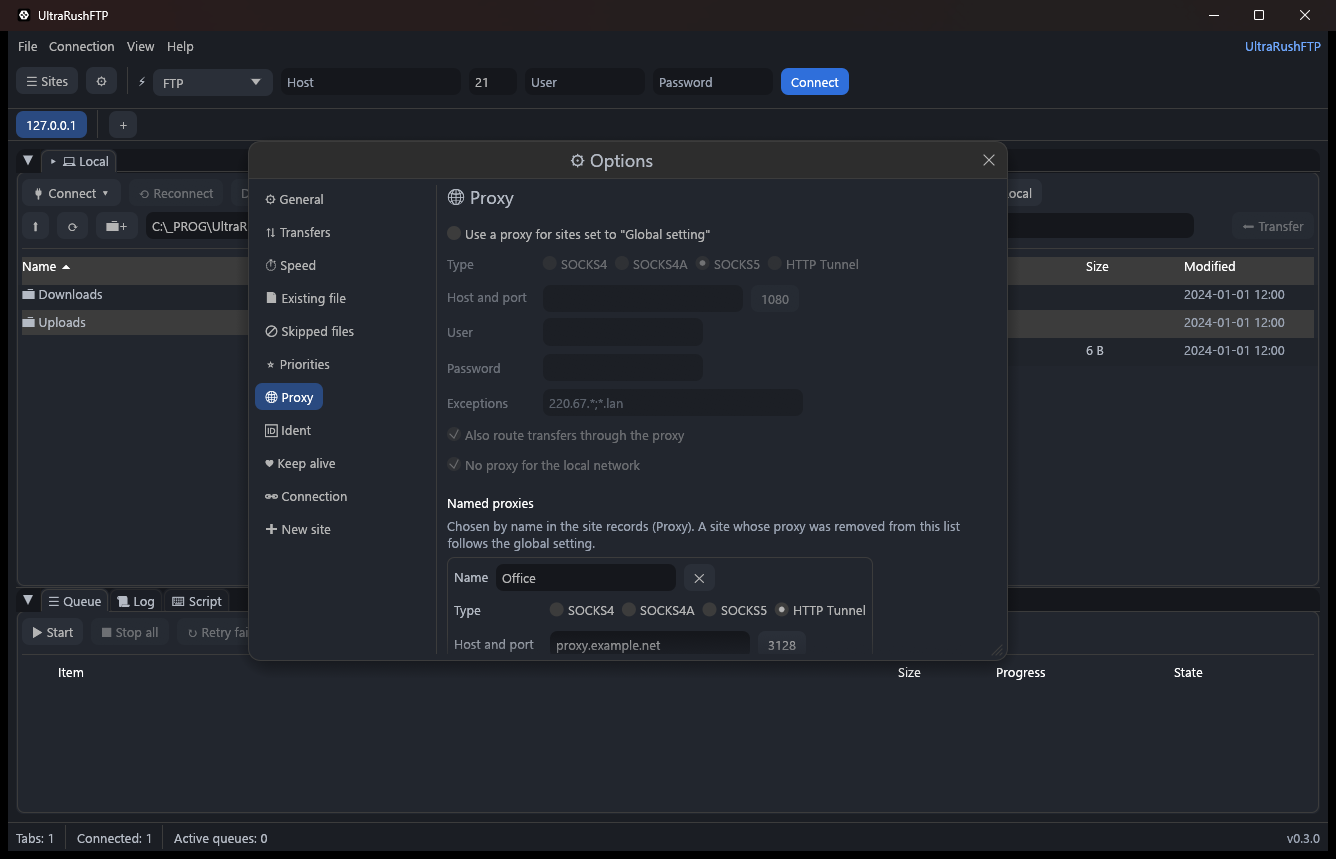 UltraRushFTP
File Connection View Help UltraRushFTP
Sites FTP Host 21 User Password Connect
127.0.0.1 +
Local
Options
Connect Reconnect
C:\_PROG\UltraR
Transfer
Name Size Modified
Downloads 2024-01-01 12:00
Uploads 2024-01-01 12:00
6 B 2024-01-01 12:00
General
Transfers
Speed
Existing file
Skipped files
Priorities
Proxy
Ident
Keep alive
Connection
New site
Proxy
Use a proxy for sites set to "Global setting"
Type SOCKS4 SOCKS4A SOCKS5 HTTP Tunnel
Host and port 1080
User
Password
Exceptions 220.67.*;*.lan
Also route transfers through the proxy
No proxy for the local network
Named proxies
Chosen by name in the site records (Proxy). A site whose proxy was removed from this list
follows the global setting.
Name Office
Type SOCKS4 SOCKS4A SOCKS5 HTTP Tunnel
Host and port proxy.example.net 3128
Queue Log Script
Start Stop all Retry fai
Item Size Progress State
Tabs: 1 Connected: 1 Active queues: 0 v0.3.0